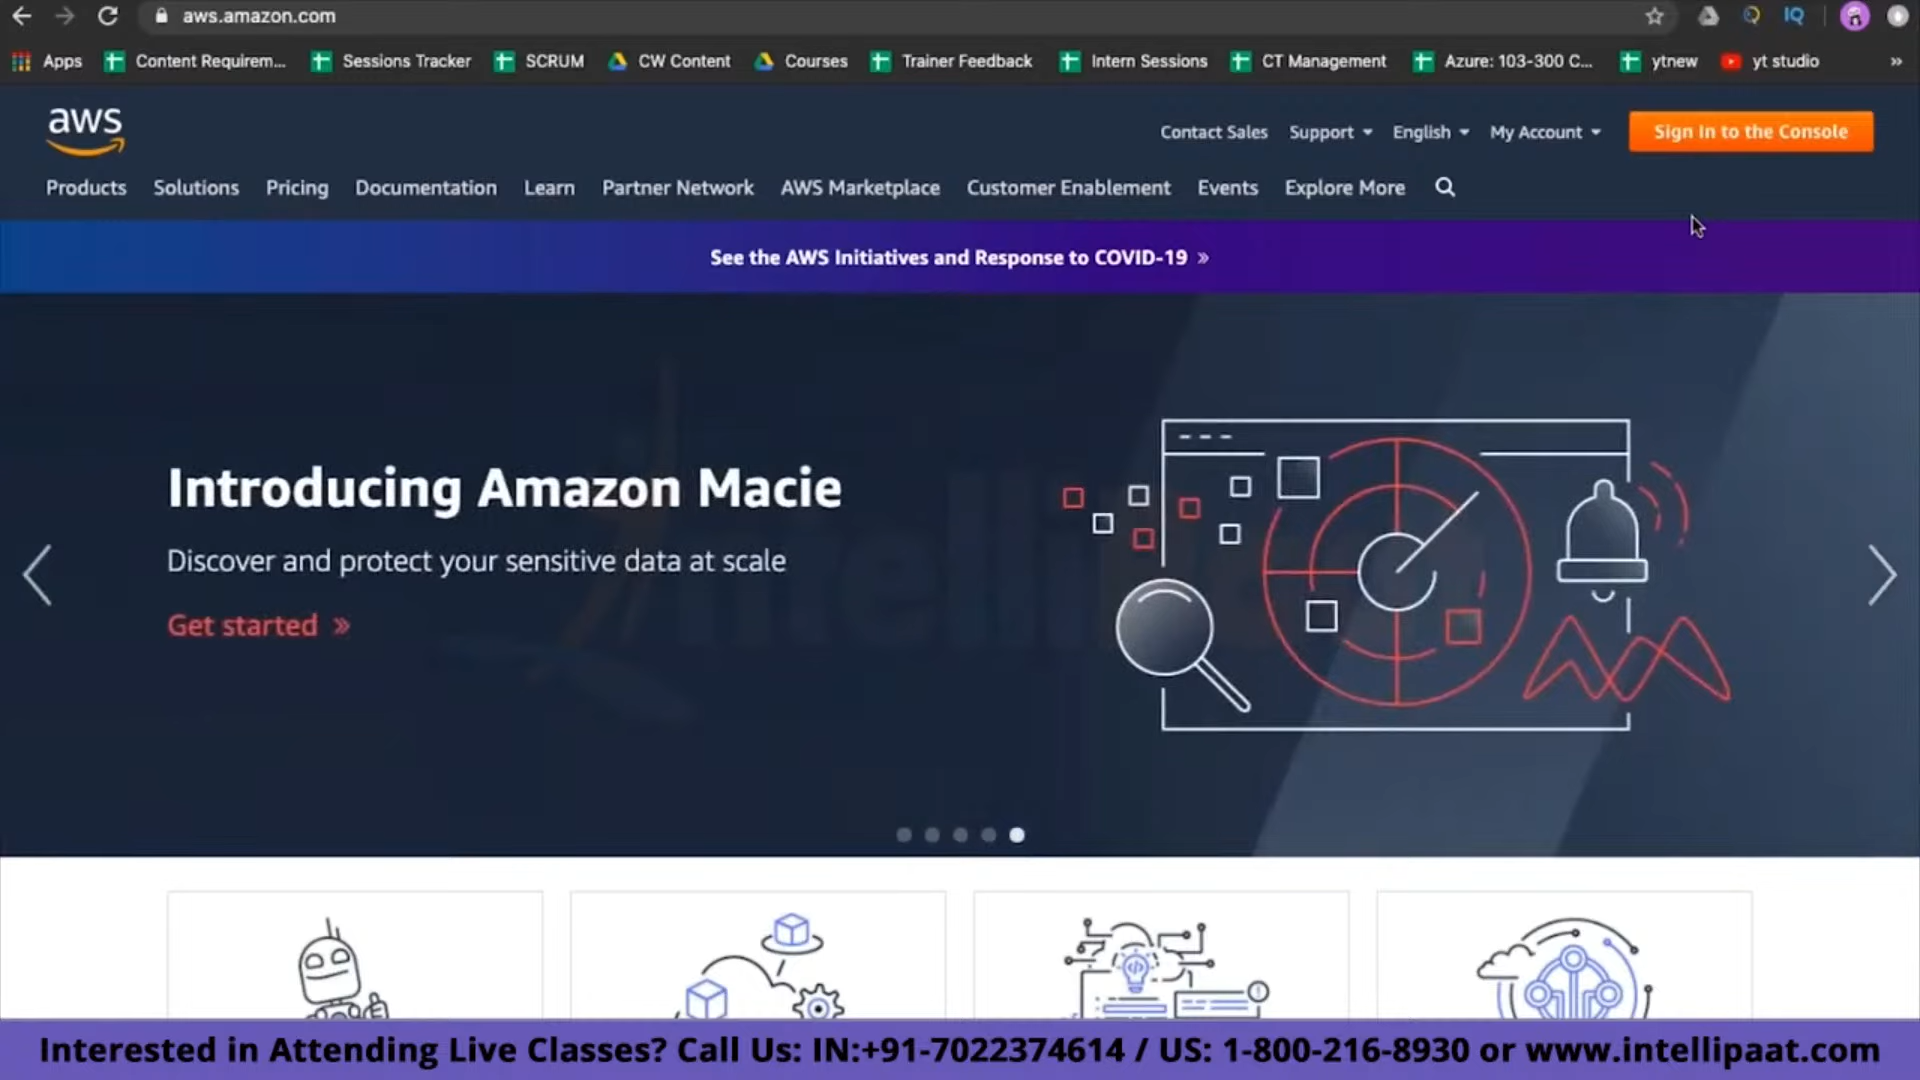 aws.amazon.com
Apps Content Requirem... Sessions Tracker SCRUM CW Content Courses Trainer Feedback Intern Sessions CT Management Azure: 103-300 C... ytnew yt studio »
aws
Contact Sales Support English My Account Sign In to the Console
Products Solutions Pricing Documentation Learn Partner Network AWS Marketplace Customer Enablement Events Explore More
See the AWS Initiatives and Response to COVID-19 »
Introducing Amazon Macie
Discover and protect your sensitive data at scale
Get started »
Interested in Attending Live Classes? Call Us: IN:+91-7022374614 / US: 1-800-216-8930 or www.intellipaat.com